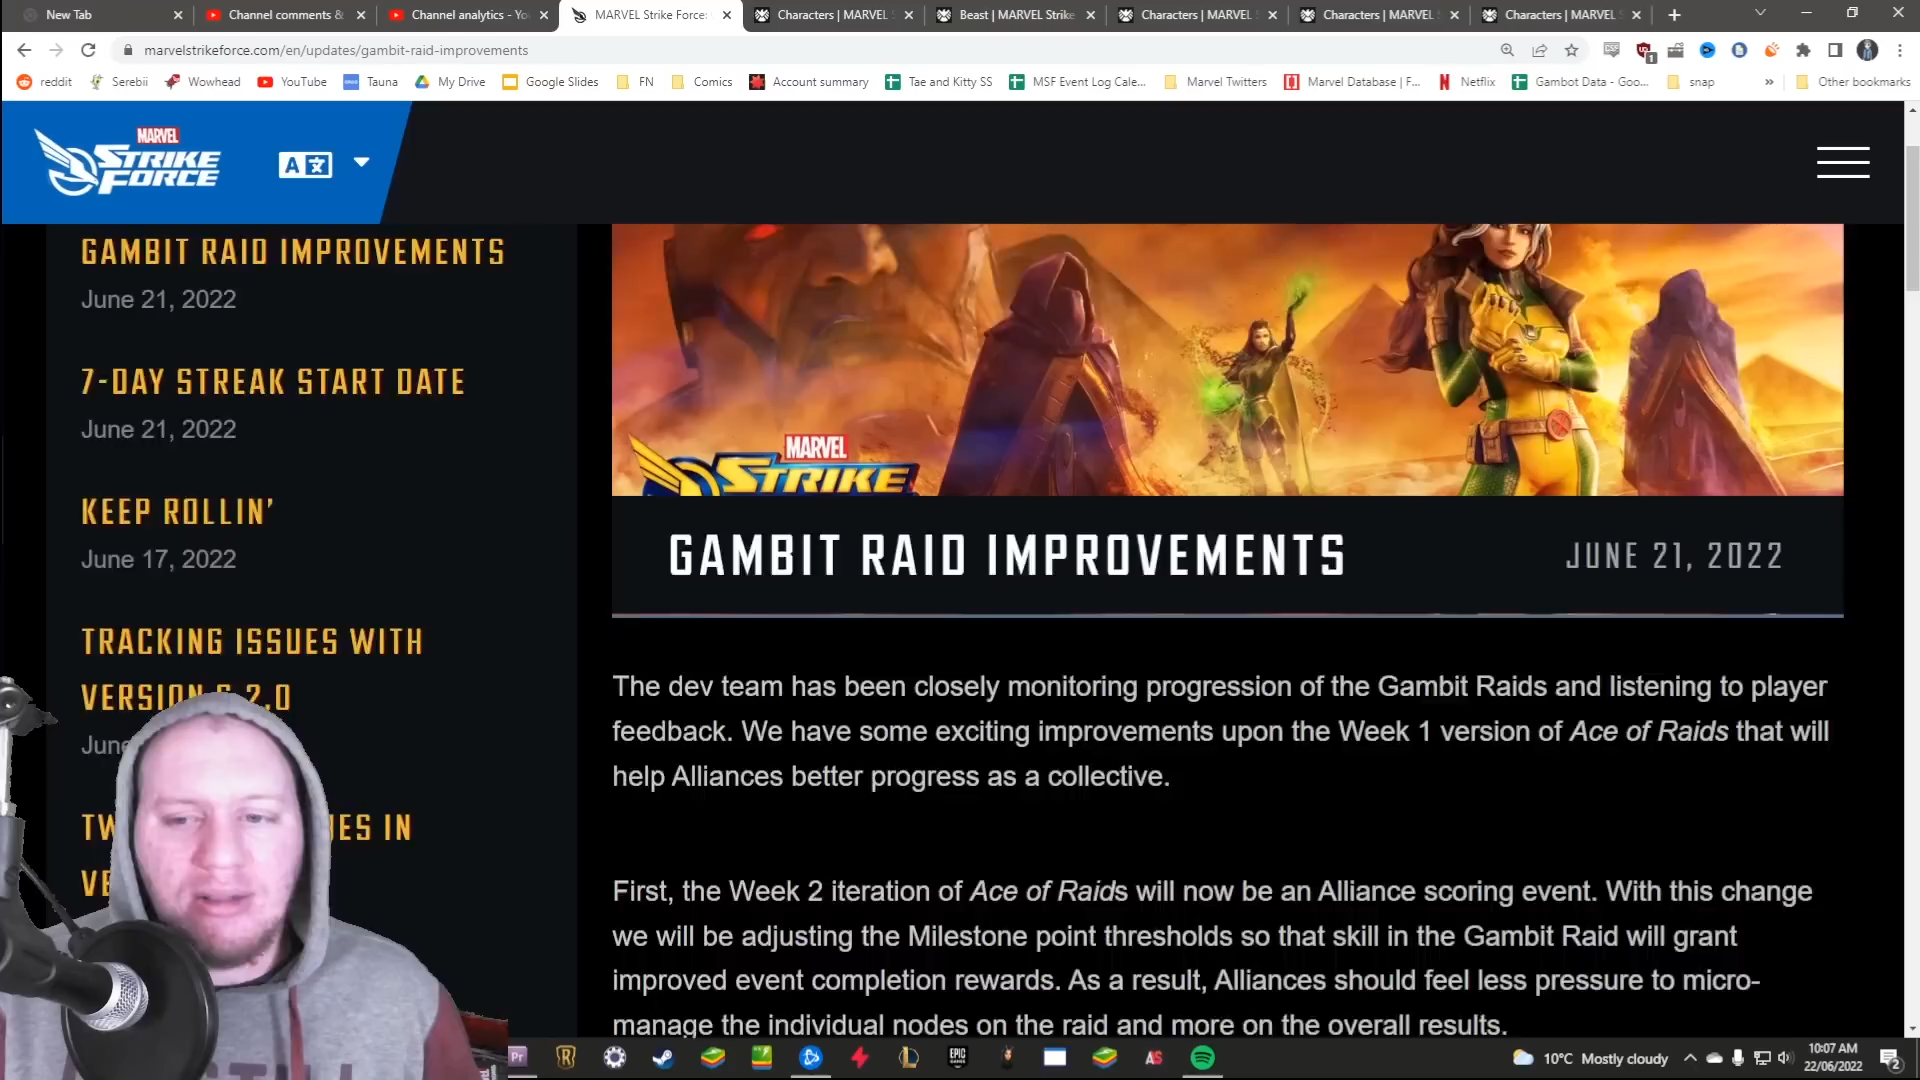 New Tab
Channel comments &
Channel analytics - Yo
MARVEL Strike Force:
Characters | MARVEL
Beast | MARVEL Strike
Characters | MARVEL
Characters | MARVEL
Characters | MARVEL
marvelstrikeforce.com/en/updates/gambit-raid-improvements
reddit
Serebii
Wowhead
YouTube
Tauna
My Drive
Google Slides
FN
Comics
Account summary
Tae and Kitty SS
MSF Event Log Cale...
Marvel Twitters
Marvel Database | F...
Netflix
Gambot Data - Goo...
snap
»
Other bookmarks
MARVEL
STRIKE
FORCE
A文
GAMBIT RAID IMPROVEMENTS
June 21, 2022
7-DAY STREAK START DATE
June 21, 2022
KEEP ROLLIN'
June 17, 2022
TRACKING ISSUES WITH
2.0
MARVEL
STRIKE
GAMBIT RAID IMPROVEMENTS
JUNE 21, 2022
The dev team has been closely monitoring progression of the Gambit Raids and listening to player
feedback. We have some exciting improvements upon the Week 1 version of Ace of Raids that will
help Alliances better progress as a collective.
First, the Week 2 iteration of Ace of Raids will now be an Alliance scoring event. With this change
we will be adjusting the Milestone point thresholds so that skill in the Gambit Raid will grant
improved event completion rewards. As a result, Alliances should feel less pressure to micro-
manage the individual nodes on the raid and more on the overall results.
Pr
R
EPIC
AS
10°C Mostly cloudy
10:07 AM
22/06/2022
2